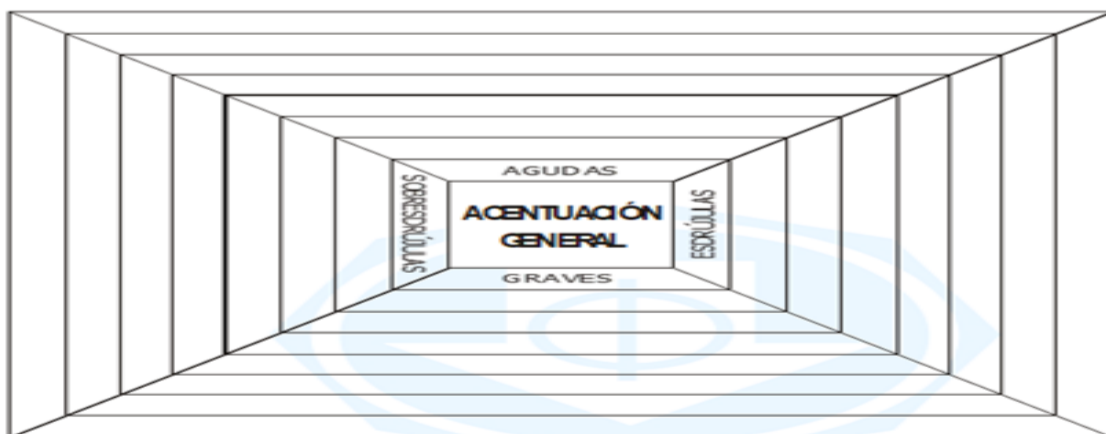 AGUDAS
SOBRESDRÚJULAS
ACENTUACIÓN
GENERAL
ESDRÚJULAS
GRAVES